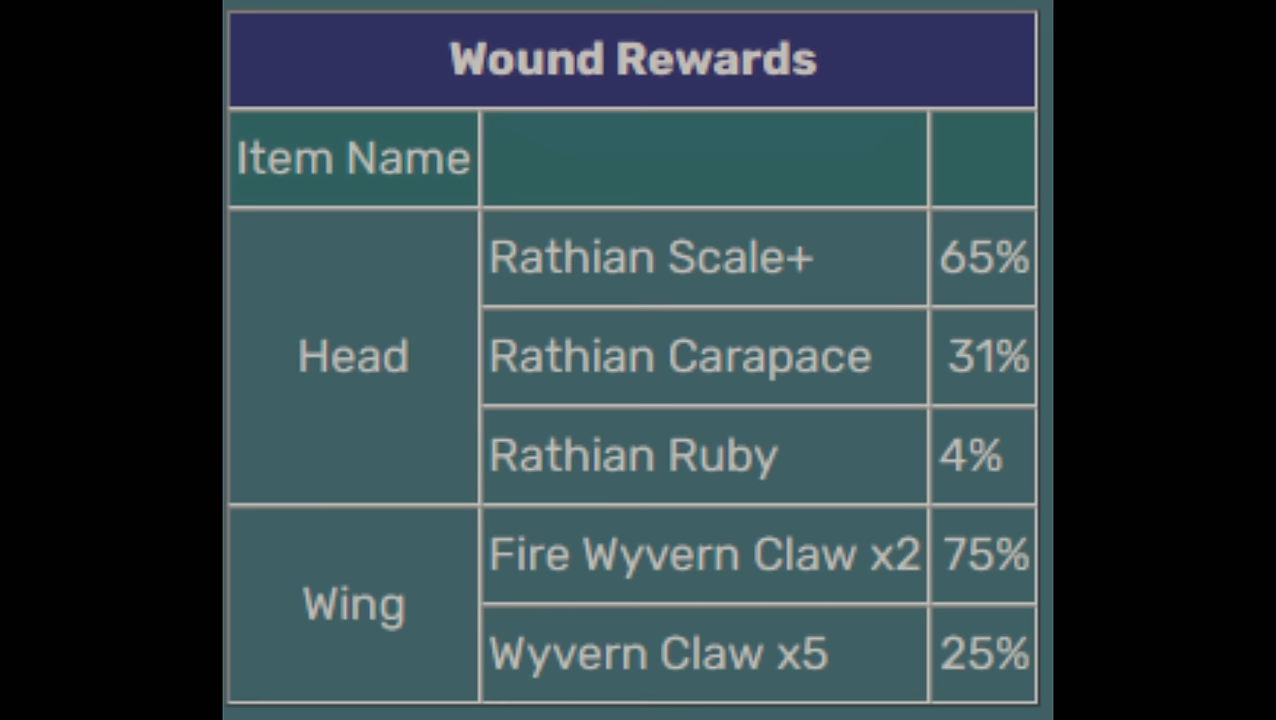 Wound Rewards
Item Name
Head
Rathian Scale+ 65%
Rathian Carapace 31%
Rathian Ruby 4%
Wing
Fire Wyvern Claw x2 75%
Wyvern Claw x5 25%